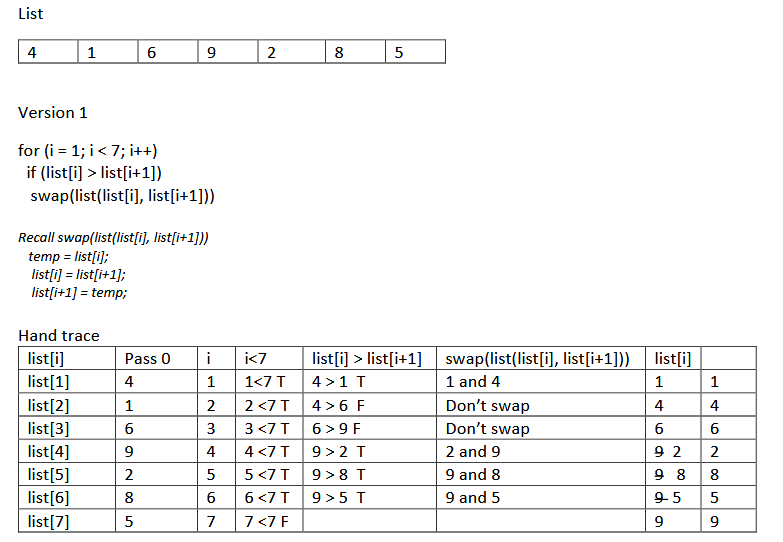 List
4 1 6 9 2 8 5
Version 1
for (i = 1; i < 7; i++)
if (list[i] > list[i+1])
swap(list(list[i], list[i+1]))
Recall swap(list(list[i], list[i+1]))
temp = list[i];
list[i] = list[i+1];
list[i+1] = temp;
Hand trace
list[i] Pass 0 i i<7 list[i] > list[i+1] swap(list(list[i], list[i+1])) list[i]
list[1] 4 1 1<7 T 4 > 1 T 1 and 4 1 1
list[2] 1 2 2 <7 T 4 > 6 F Don’t swap 4 4
list[3] 6 3 3 <7 T 6 > 9 F Don’t swap 6 6
list[4] 9 4 4 <7 T 9 > 2 T 2 and 9 9 2 2
list[5] 2 5 5 <7 T 9 > 8 T 9 and 8 9 8 8
list[6] 8 6 6 <7 T 9 > 5 T 9 and 5 9 5 5
list[7] 5 7 7 <7 F 9 9